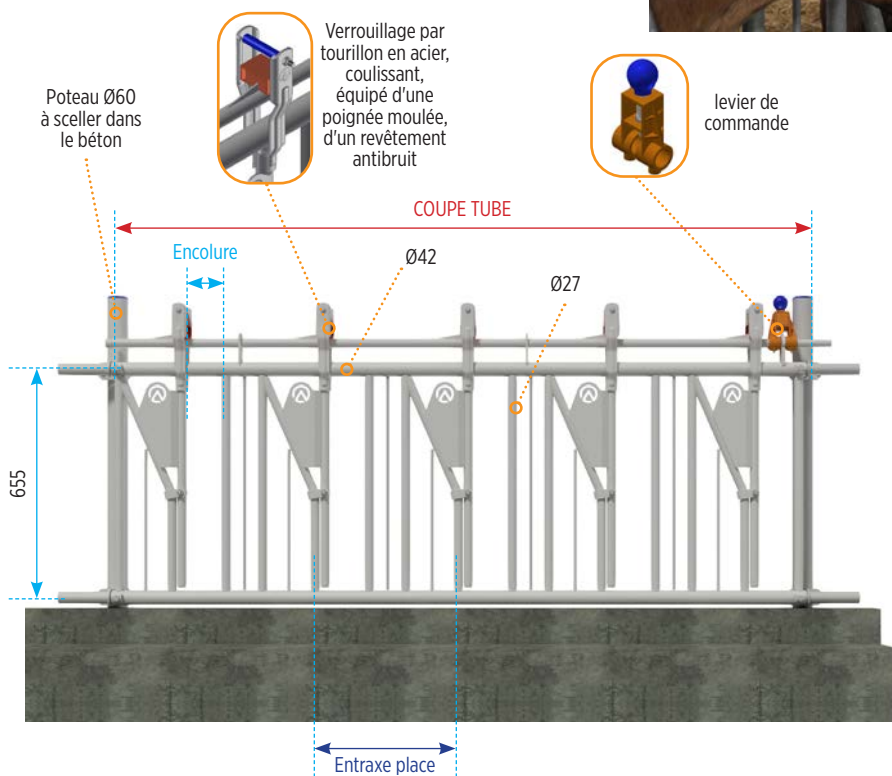 Verrouillage par
tourillon en acier,
coulissant,
équipé d'une
poignée moulée,
d'un revêtement
antibruit
Poteau Ø60
à sceller dans
le béton
levier de
commande
COUPE TUBE
Encolure
Ø42
Ø27
655
Entraxe place